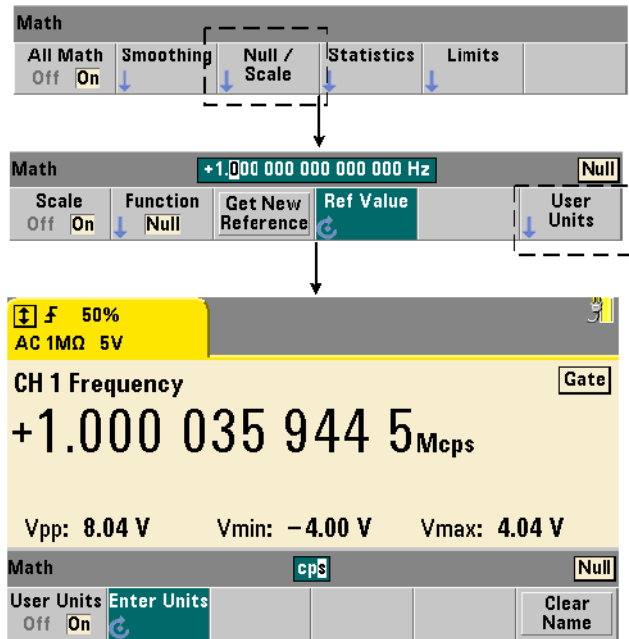 Math
All Math Smoothing Null / Statistics Limits
Off On Scale
Math +1.000 000 000 000 000 Hz Null
Scale Function Get New Ref Value User
Off On Null Reference Units
50%
AC 1MΩ 5V
CH 1 Frequency Gate
+1.000 035 944 5 Mcps
Vpp: 8.04 V Vmin: −4.00 V Vmax: 4.04 V
Math cps Null
User Units Enter Units Clear
Off On Name